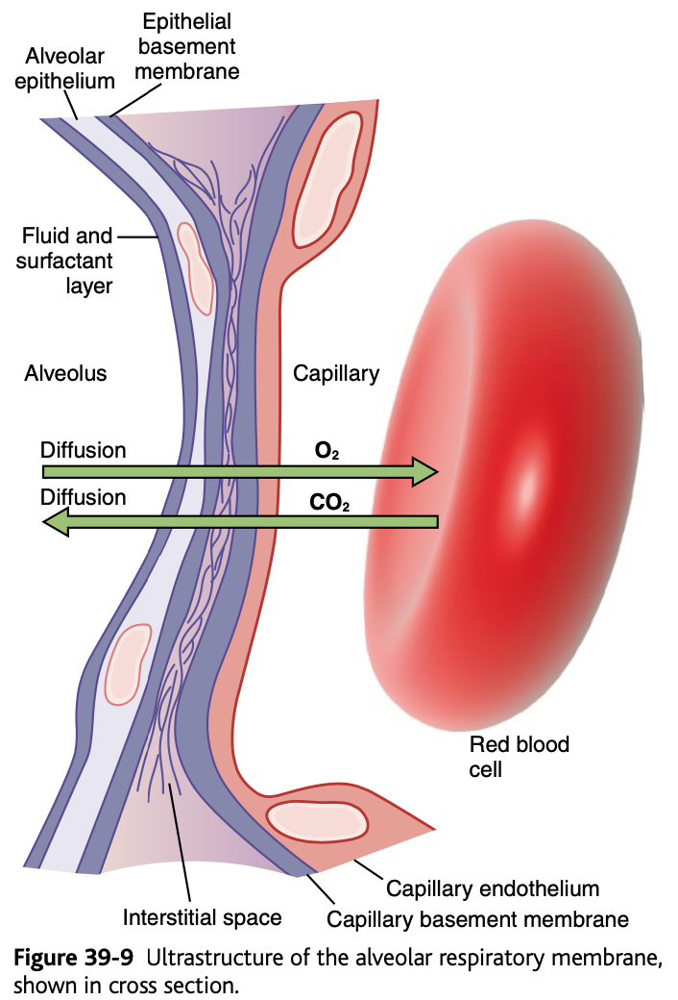 Epithelial
basement
membrane
Alveolar
epithelium
Fluid and
surfactant
layer
Alveolus
Capillary
Diffusion
O₂
Diffusion
CO₂
Red blood
cell
Capillary endothelium
Interstitial space
Capillary basement membrane
Figure 39-9 Ultrastructure of the alveolar respiratory membrane,
shown in cross section.